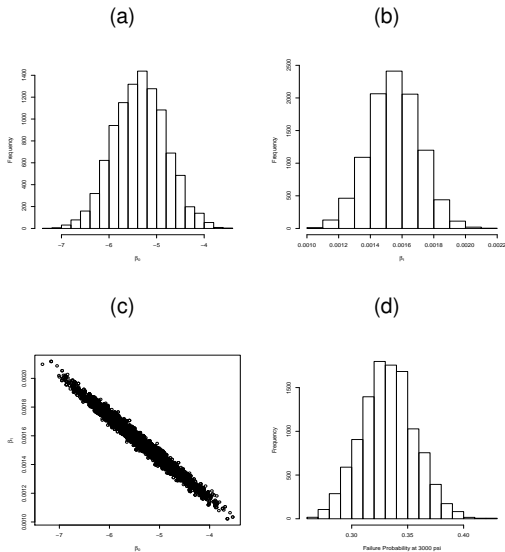 (a)
Frequency
0 200 400 600 800 1000 1200 1400
−7 −6 −5 −4
β₀
(b)
Frequency
0 500 1000 1500 2000 2500
0.0010 0.0012 0.0014 0.0016 0.0018 0.0020 0.0022
β₁
(c)
β₁
0.0010 0.0012 0.0014 0.0016 0.0018 0.0020
−7 −6 −5 −4
β₀
(d)
Frequency
0 500 1000 1500
0.30 0.35 0.40
Failure Probability at 3000 psi